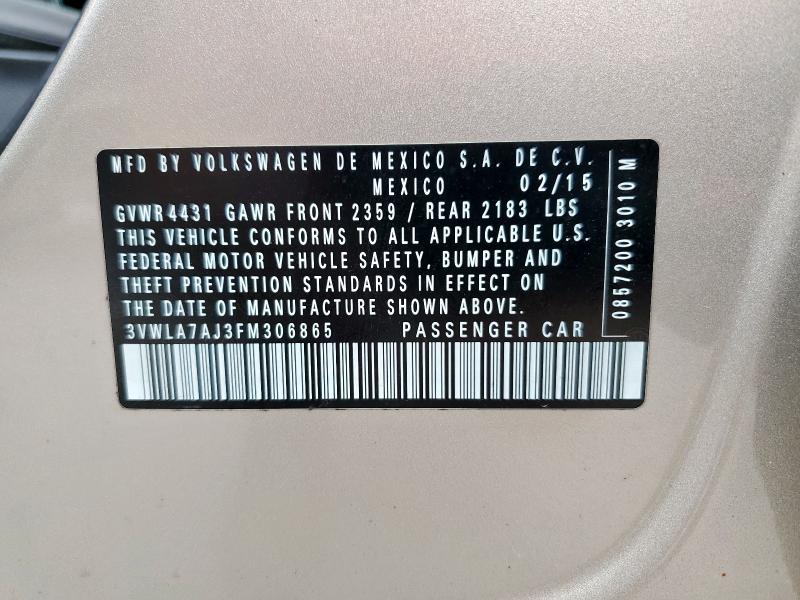 MFD BY VOLKSWAGEN DE MEXICO S.A. DE C.V.
MEXICO 02/15
GVWR 4431 GAWR FRONT 2359 / REAR 2183 LBS
THIS VEHICLE CONFORMS TO ALL APPLICABLE U.S.
FEDERAL MOTOR VEHICLE SAFETY, BUMPER AND
THEFT PREVENTION STANDARDS IN EFFECT ON
THE DATE OF MANUFACTURE SHOWN ABOVE.
3VWLA7AJ3FM306865 PASSENGER CAR
0857200 3010 M